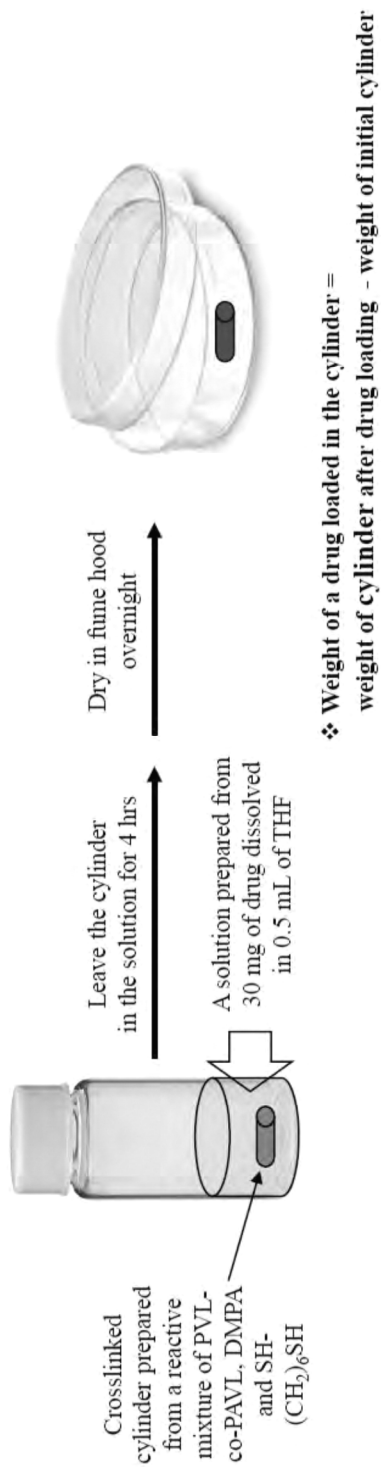 Crosslinked
cylinder prepared
from a reactive
mixture of PVL-
co-PAVL, DMPA
and SH-
(CH₂)₆SH
Leave the cylinder
in the solution for 4 hrs
A solution prepared from
30 mg of drug dissolved
in 0.5 mL of THF
Dry in fume hood
overnight
❖ Weight of a drug loaded in the cylinder =
weight of cylinder after drug loading - weight of initial cylinder